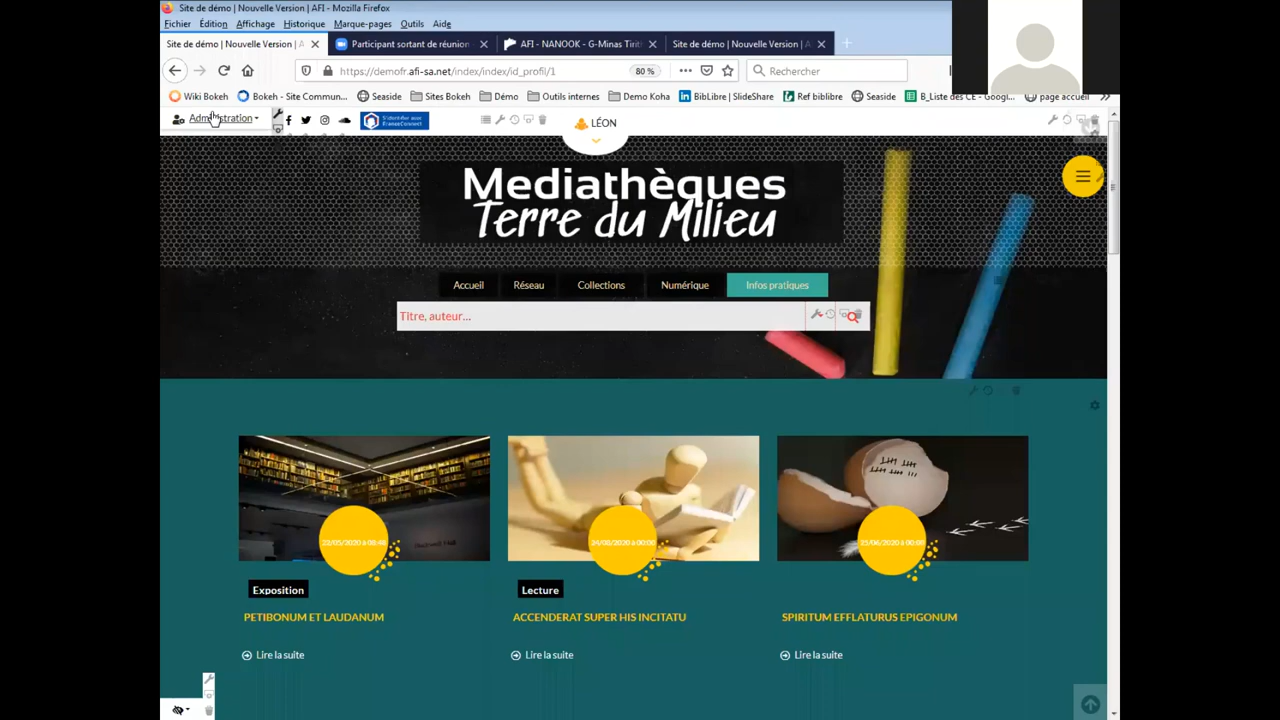 Site de démo | Nouvelle Version | AFI - Mozilla Firefox
Fichier Édition Affichage Historique Marque-pages Outils Aide
Site de démo | Nouvelle Version | A Participant sortant de réunion AFI - NANOOK - G-Minas Tirith Site de démo | Nouvelle Version | A
https://demofr.afi-sa.net/index/index/id_profil/1 80 % Rechercher
Wiki Bokeh Bokeh - Site Commun... Seaside Sites Bokeh Démo Outils internes Demo Koha BibLibre | SlideShare Ref biblibre Seaside B_Liste des CE - Googl... page accueil
Administration S'identifier avec FranceConnect LÉON
Mediathèques
Terre du Milieu
Accueil Réseau Collections Numérique Infos pratiques
Titre, auteur...
Exposition Lecture
PETIBONUM ET LAUDANUM ACCENDERAT SUPER HIS INCITATU SPIRITUM EFFLATURUS EPIGONUM
Lire la suite Lire la suite Lire la suite